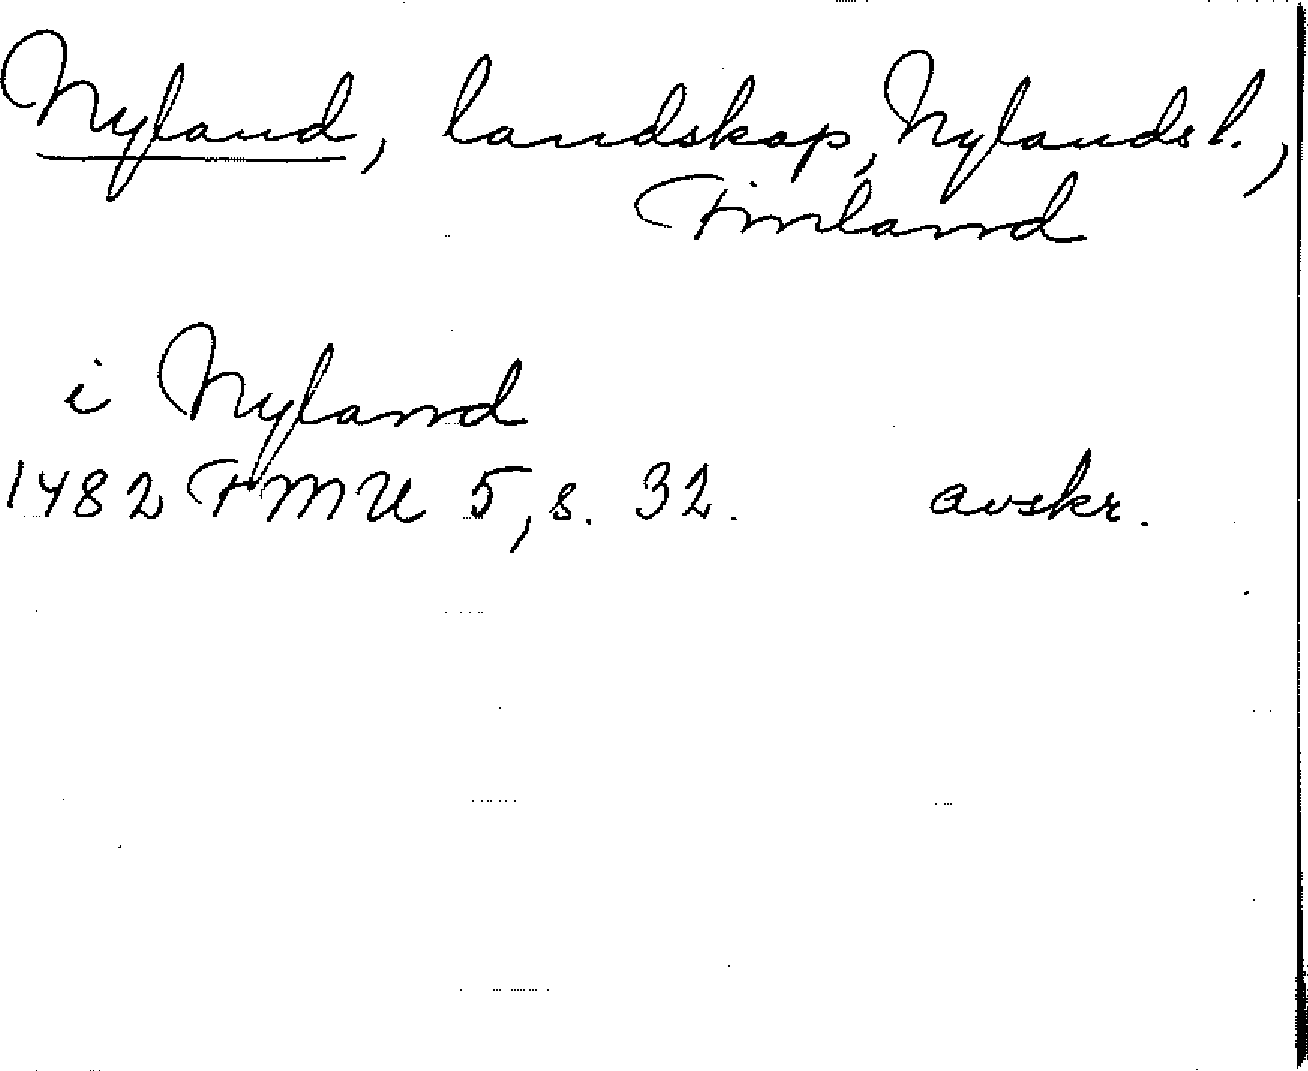 Nyland, landskap, Nylands l.,
Finland
i Nyland
1482 FMU 5, s. 32. avskr.